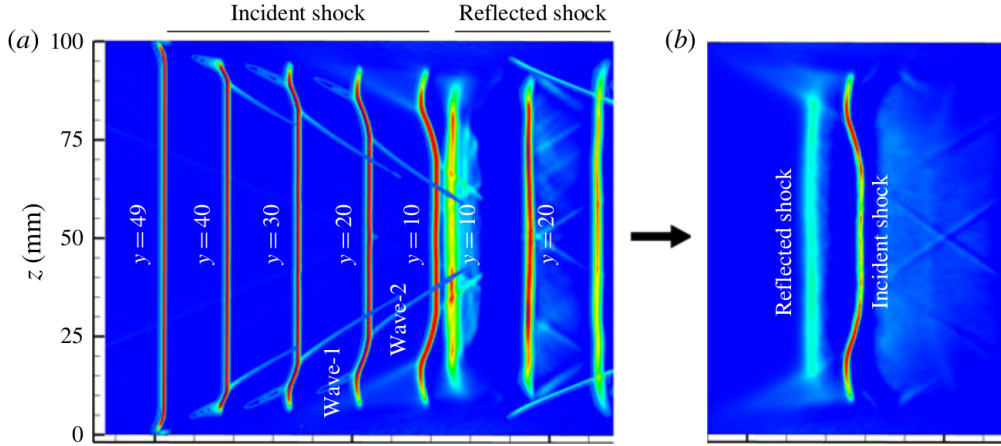 Incident shock
Reflected shock
(a)
(b)
100
75
50
25
0
z (mm)
y = 49
y = 40
y = 30
y = 20
y = 10
y = 10
y = 20
Wave-1
Wave-2
Reflected shock
Incident shock